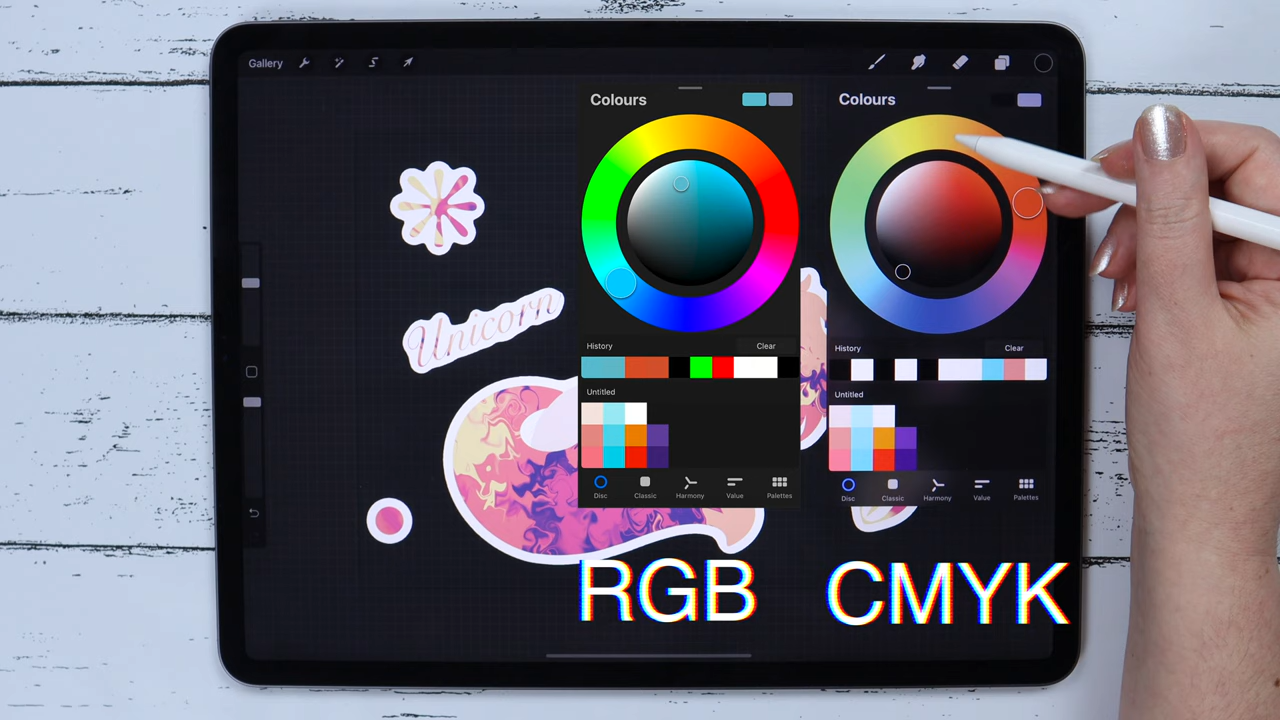 Gallery
Colours
History
Clear
Untitled
Disc
Classic
Harmony
Value
Palettes
Colours
History
Clear
Untitled
Disc
Classic
Harmony
Value
Palettes
Unicorn
RGB
CMYK